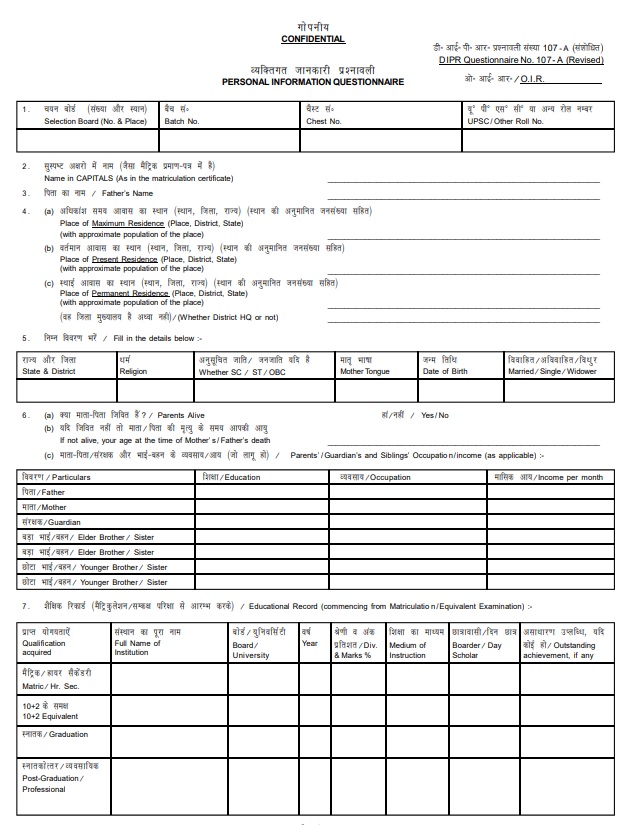 गोपनीय
CONFIDENTIAL
डी॰ आई॰ पी॰ आर॰ प्रश्नावली संख्या 107-A (संशोधित)
DIPR Questionnaire No. 107-A (Revised)
व्यक्तिगत जानकारी प्रश्नावली
PERSONAL INFORMATION QUESTIONNAIRE
ओ॰ आई॰ आर॰/O.I.R.
1. चयन बोर्ड (संख्या और स्थान) बैच सं॰ चैस्ट सं॰ यू॰ पी॰ एस॰ सी॰ या अन्य रोल नम्बर
Selection Board (No. & Place) Batch No. Chest No. UPSC/Other Roll No.
2. सुस्पष्ट अक्षरो में नाम (जैसा मैट्रिक प्रमाण-पत्र में है)
Name in CAPITALS (As in the matriculation certificate)
3. पिता का नाम / Father's Name
4. (a) अधिकांश समय आवास का स्थान (स्थान, जिला, राज्य) (स्थान की अनुमानित जनसंख्या सहित)
Place of Maximum Residence (Place, District, State)
(with approximate population of the place)
(b) वर्तमान आवास का स्थान (स्थान, जिला, राज्य) (स्थान की अनुमानित जनसंख्या सहित)
Place of Present Residence (Place, District, State)
(with approximate population of the place)
(c) स्थाई आवास का स्थान (स्थान, जिला, राज्य) (स्थान की अनुमानित जनसंख्या सहित)
Place of Permanent Residence (Place, District, State)
(with approximate population of the place)
(वह जिला मुख्यालय है अथवा नही)/(Whether District HQ or not)
5. निम्न विवरण भरें / Fill in the details below :-
राज्य और जिला धर्म अनुसूचित जाति/ जनजाति यदि है मातृ भाषा जन्म तिथि विवाहित/अविवाहित/विधुर
State & District Religion Whether SC / ST / OBC Mother Tongue Date of Birth Married/Single/Widower
6. (a) क्या माता-पिता जिवित हैं? / Parents Alive हां/नहीं / Yes/No
(b) यदि जिवित नहीं तो माता/पिता की मृत्यु के समय आपकी आयु
If not alive, your age at the time of Mother's/Father's death
(c) माता-पिता/संरक्षक और भाई-बहन के व्यवसाय/आय (जो लागू हो) / Parents'/Guardian's and Siblings' Occupation/income (as applicable) :-
विवरण/Particulars शिक्षा/Education व्यवसाय/Occupation मासिक आय/Income per month
पिता/Father
माता/Mother
संरक्षक/Guardian
बड़ा भाई/बहन/ Elder Brother/ Sister
बड़ा भाई/बहन/ Elder Brother/ Sister
छोटा भाई/बहन/ Younger Brother/ Sister
छोटा भाई/बहन/ Younger Brother/ Sister
7. शैक्षिक रिकार्ड (मैट्रिकुलेशन/समकक्ष परिक्षा से आरम्भ करके) / Educational Record (commencing from Matriculation/Equivalent Examination) :-
प्राप्त योग्यताऐं संस्थान का पूरा नाम बोर्ड/युनिवर्सिटी वर्ष श्रेणी व अंक शिक्षा का माध्यम छात्रावासी/दिन छात्र असाधारण उप्लब्धि, यदि
Qualification Full Name of Board/ Year प्रतिशत/Div. Medium of Boarder/ Day कोई हो/ Outstanding
acquired Institution University & Marks % Instruction Scholar achievement, if any
मैट्रिक/हायर सैकेंडरी
Matric/ Hr. Sec.
10+2 के समक्ष
10+2 Equivalent
स्नातक/ Graduation
स्नातकोत्तर/व्यवसायिक
Post-Graduation/
Professional